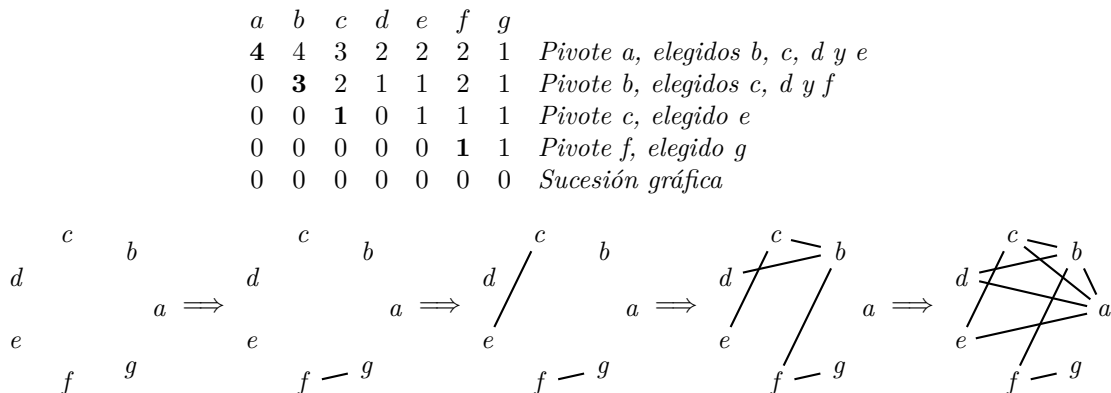 a b c d e f g
4 4 3 2 2 2 1 Pivote a, elegidos b, c, d y e
0 3 2 1 1 2 1 Pivote b, elegidos c, d y f
0 0 1 0 1 1 1 Pivote c, elegido e
0 0 0 0 0 1 1 Pivote f, elegido g
0 0 0 0 0 0 0 Sucesión gráfica
c b d a e g f ⟹
c b d a e g f ⟹
c b d a e g f ⟹
c b d a e g f ⟹
c b d a e g f